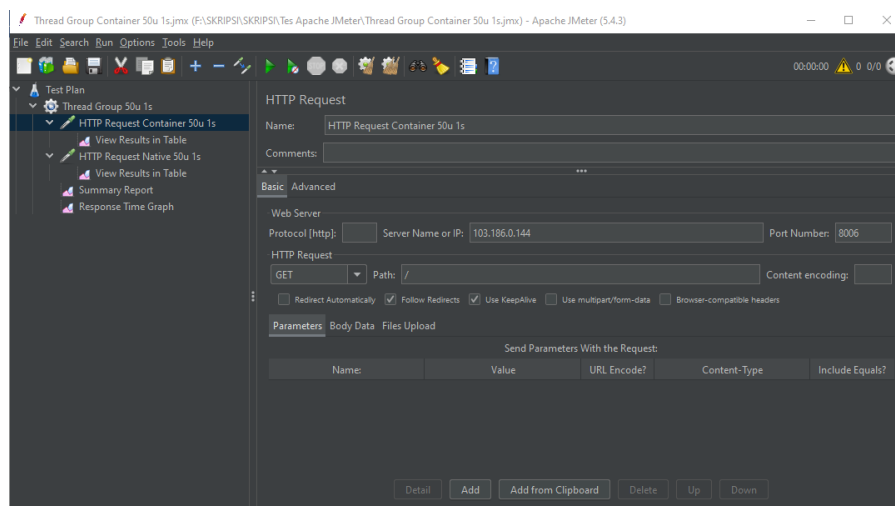 Thread Group Container 50u 1s.jmx (F:\SKRIPSI\SKRIPSI\Tes Apache JMeter\Thread Group Container 50u 1s.jmx) - Apache JMeter (5.4.3)
File Edit Search Run Options Tools Help
00:00:00 0 0/0
Test Plan
Thread Group 50u 1s
HTTP Request Container 50u 1s
View Results in Table
HTTP Request Native 50u 1s
View Results in Table
Summary Report
Response Time Graph
HTTP Request
Name: HTTP Request Container 50u 1s
Comments:
Basic Advanced
Web Server
Protocol [http]: Server Name or IP: 103.186.0.144 Port Number: 8006
HTTP Request
GET Path: / Content encoding:
Redirect Automatically Follow Redirects Use KeepAlive Use multipart/form-data Browser-compatible headers
Parameters Body Data Files Upload
Send Parameters With the Request:
Name: Value URL Encode? Content-Type Include Equals?
Detail Add Add from Clipboard Delete Up Down